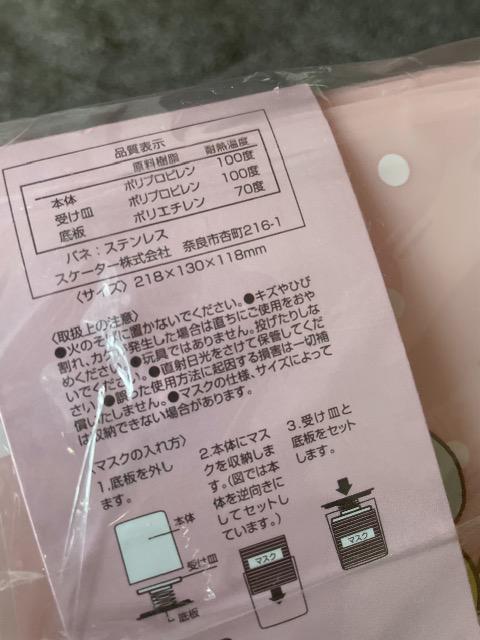 品質表示
原料樹脂 耐熱温度
本体 ポリプロピレン 100度
受け皿 ポリプロピレン 100度
底板 ポリエチレン 70度
バネ:ステンレス
スケーター株式会社 奈良市杏町216-1
〈サイズ〉218×130×118mm
〈取扱上の注意〉
●火のそばに置かないでください。●キズやひび
割れ、カケが発生した場合は直ちにご使用をおや
めください。●玩具ではありません。投げたりしな
いでください。●直射日光をさけて保管してくだ
さい。●誤った使用方法に起因する損害は一切補
償いたしません。●マスクの仕様、サイズによって
は収納できない場合があります。
〈マスクの入れ方〉
1.底板を外し
ます。
2.本体にマス
クを収納しま
す。(図では本
体を逆向きに
してセットし
ています。)
3.受け皿と
底板をセット
します。
本体
受け皿
底板
マスク
マスク